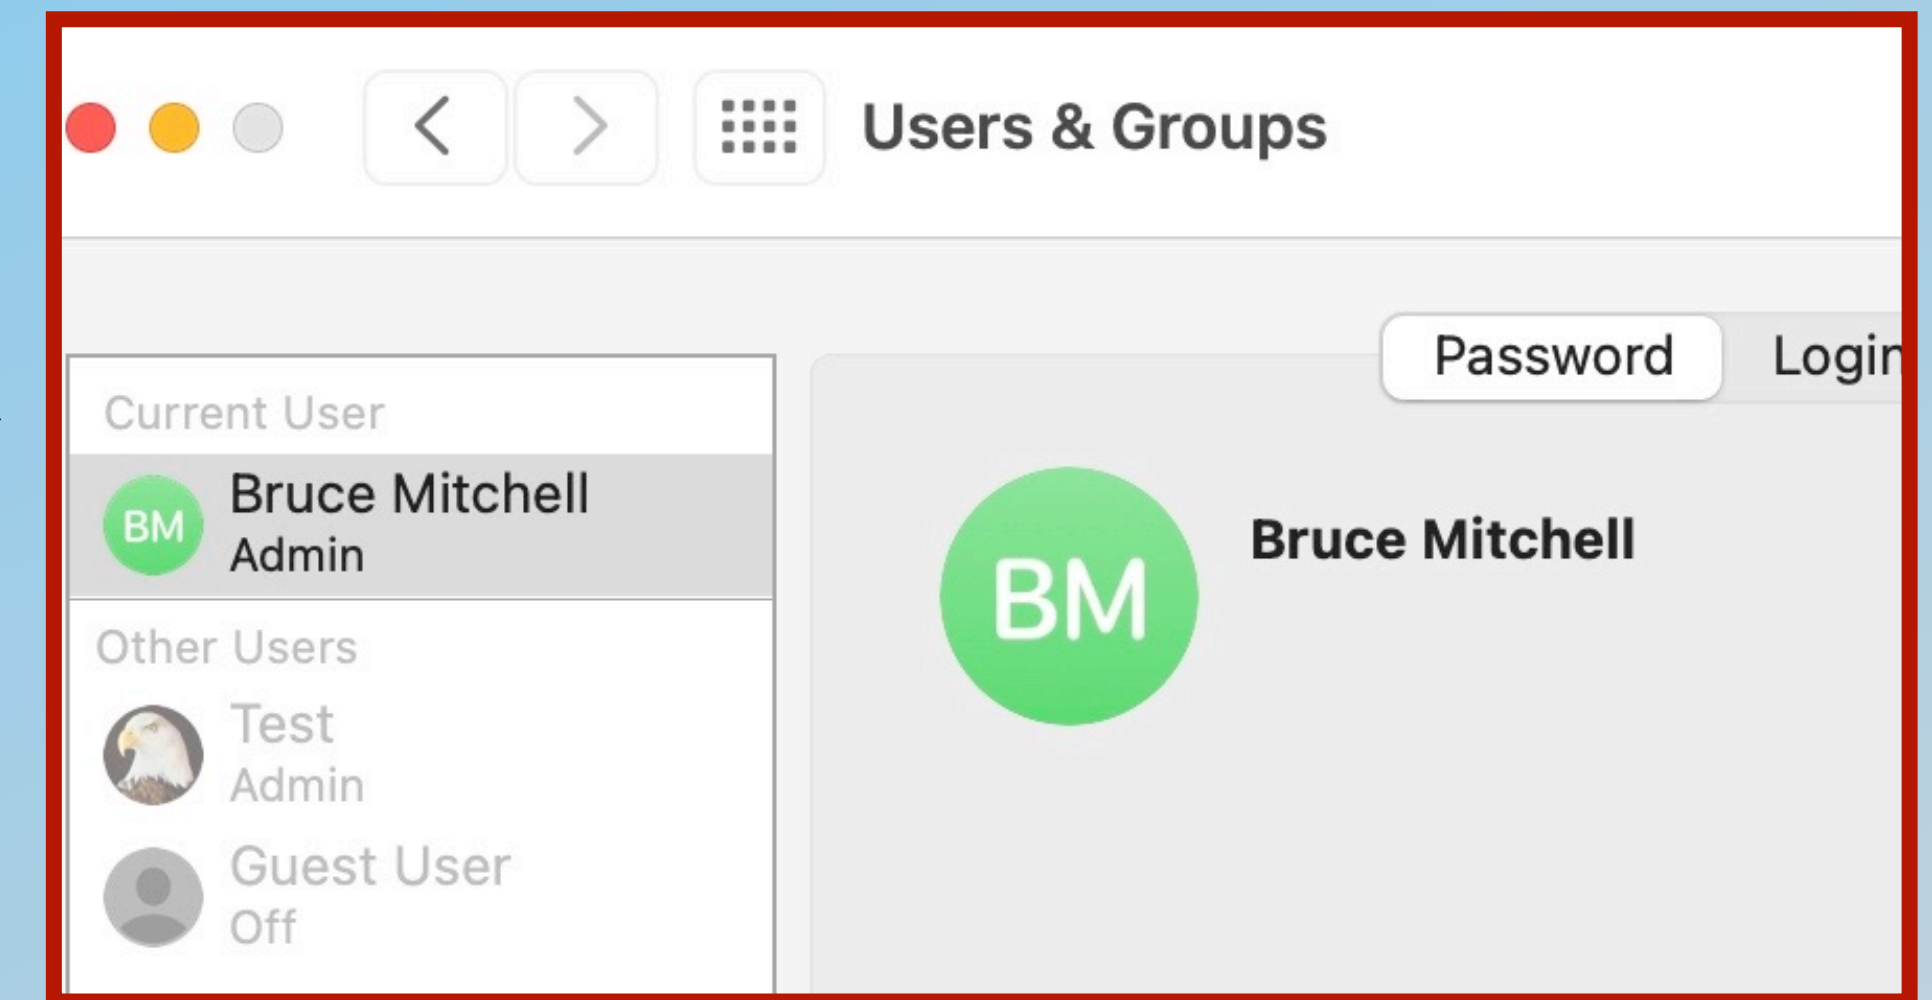 Users & Groups
Password Login
Current User
BM Bruce Mitchell
Admin
Other Users
Test
Admin
Guest User
Off
BM Bruce Mitchell